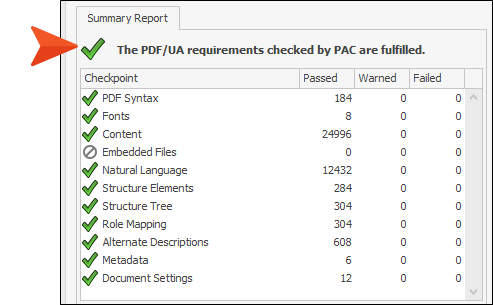 Summary Report
The PDF/UA requirements checked by PAC are fulfilled.
Checkpoint Passed Warned Failed
PDF Syntax 184 0 0
Fonts 8 0 0
Content 24996 0 0
Embedded Files 0 0 0
Natural Language 12432 0 0
Structure Elements 284 0 0
Structure Tree 304 0 0
Role Mapping 304 0 0
Alternate Descriptions 608 0 0
Metadata 6 0 0
Document Settings 12 0 0